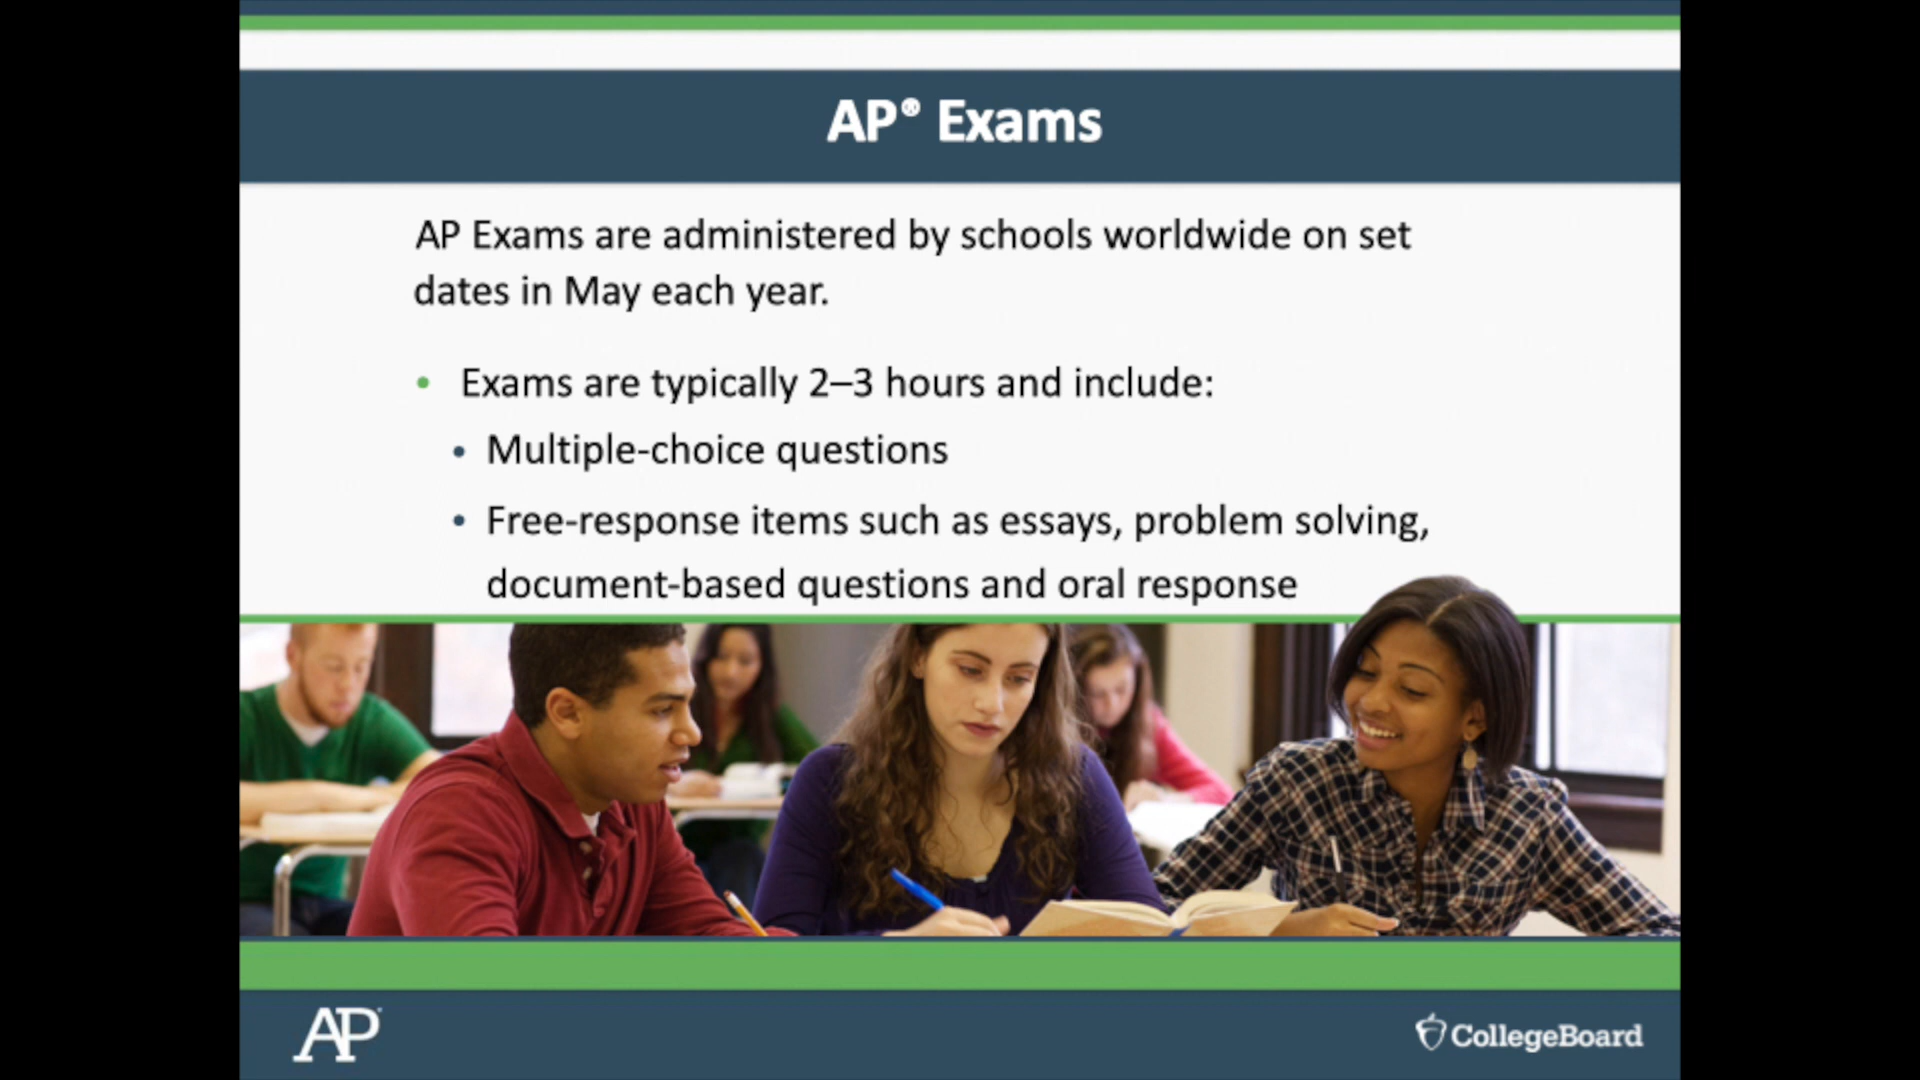 AP® Exams
AP Exams are administered by schools worldwide on set
dates in May each year.
• Exams are typically 2–3 hours and include:
• Multiple-choice questions
• Free-response items such as essays, problem solving,
document-based questions and oral response
AP
CollegeBoard